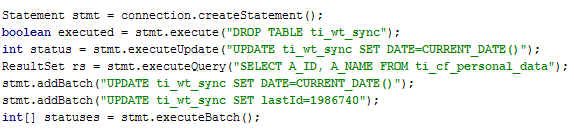 Statement stmt = connection.createStatement();
boolean executed = stmt.execute("DROP TABLE ti_wt_sync");
int status = stmt.executeUpdate("UPDATE ti_wt_sync SET DATE=CURRENT_DATE()");
ResultSet rs = stmt.executeQuery("SELECT A_ID, A_NAME FROM ti_cf_personal_data");
stmt.addBatch("UPDATE ti_wt_sync SET DATE=CURRENT_DATE()");
stmt.addBatch("UPDATE ti_wt_sync SET lastId=1986740");
int[] statuses = stmt.executeBatch();